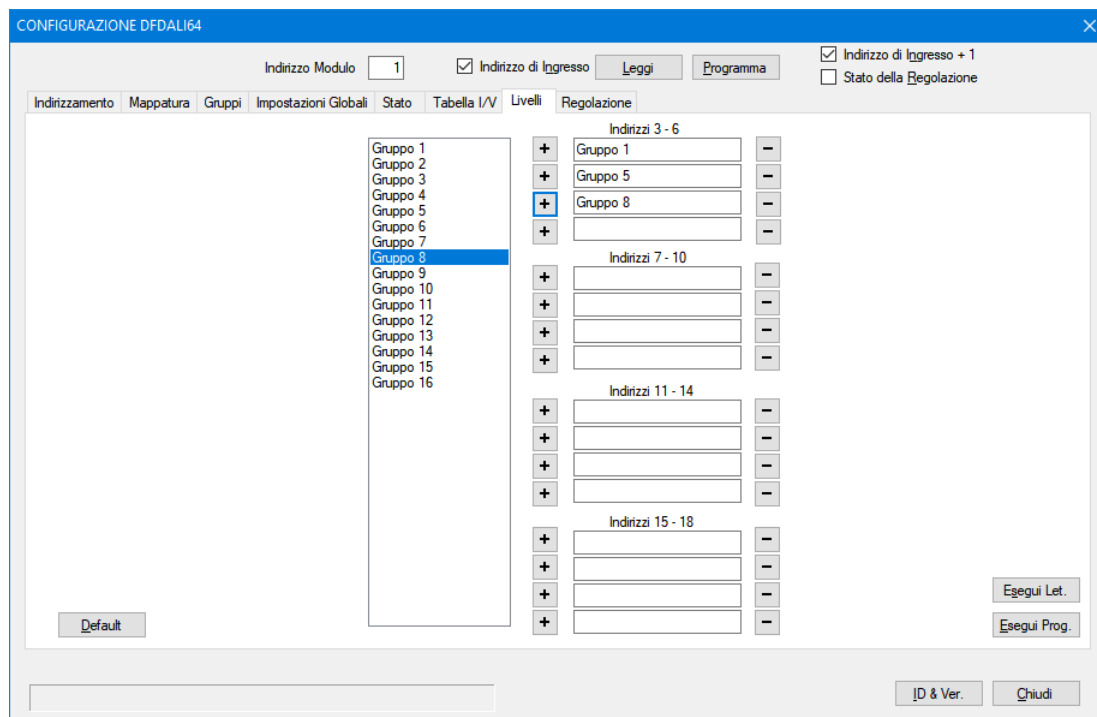 CONFIGURAZIONE DFDALI64
Indirizzo Modulo 1 Indirizzo di Ingresso Leggi Programma Indirizzo di Ingresso + 1
Stato della Regolazione
Indirizzamento Mappatura Gruppi Impostazioni Globali Stato Tabella I/V Livelli Regolazione
Gruppo 1
Gruppo 2
Gruppo 3
Gruppo 4
Gruppo 5
Gruppo 6
Gruppo 7
Gruppo 8
Gruppo 9
Gruppo 10
Gruppo 11
Gruppo 12
Gruppo 13
Gruppo 14
Gruppo 15
Gruppo 16
Indirizzi 3 - 6
+ Gruppo 1 -
+ Gruppo 5 -
+ Gruppo 8 -
+ -
Indirizzi 7 - 10
+ -
+ -
+ -
+ -
Indirizzi 11 - 14
+ -
+ -
+ -
+ -
Indirizzi 15 - 18
+ -
+ -
+ -
+ -
Default
Esegui Let.
Esegui Prog.
ID & Ver. Chiudi